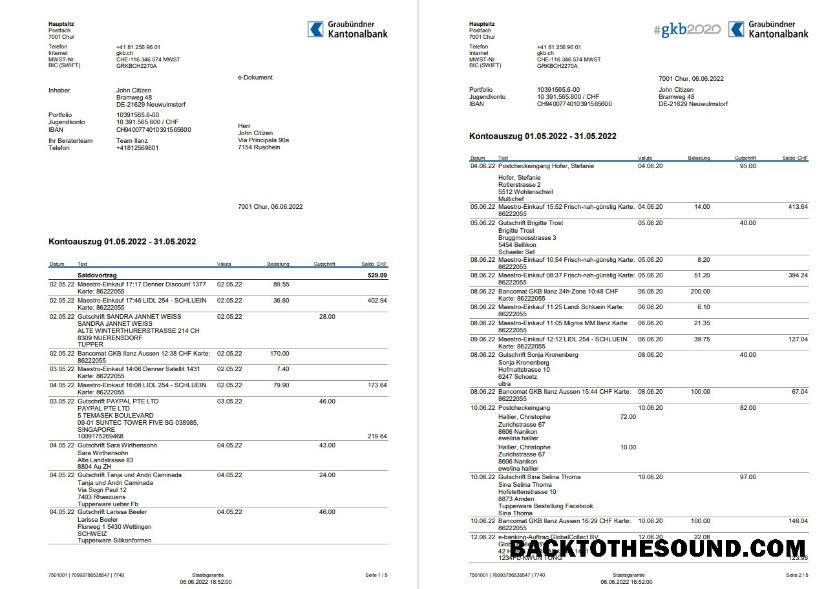 Hauptsitz
Postfach
7001 Chur
Graubündner
Kantonalbank
Telefon +41 81 256 96 01
Internet gkb.ch
MWST-Nr. CHE-116.346.574 MWST
BIC (SWIFT) GRKBCH2270A
e-Dokument
Inhaber John Citizen
Bramweg 48
DE-21629 Neuwulmstorf
Portfolio 10391565.6-00
Jugendkonto 10 391.565.600 / CHF
IBAN CH9400774010391565600
Herr
John Citizen
Via Principala 90a
7154 Ruschein
Ihr Beraterteam Team Ilanz
Telefon +41812569601
7001 Chur, 06.06.2022
Kontoauszug 01.05.2022 - 31.05.2022
Datum Text Valuta Belastung Gutschrift Saldo CHF
Saldovortrag 529.09
02.05.22 Maestro-Einkauf 17:17 Denner Discount 1377 02.05.22 89.55
Karte: 86222055
02.05.22 Maestro-Einkauf 17:46 LIDL 254 - SCHLUEIN 02.05.22 36.60 402.94
Karte: 86222055
02.05.22 Gutschrift SANDRA JANNET WEISS 02.05.22 28.00
SANDRA JANNET WEISS
ALTE WINTERTHURERSTRASSE 214 CH
8309 NUERENSDORF
TUPPER
02.05.22 Bancomat GKB Ilanz Aussen 12:38 CHF Karte: 02.05.22 170.00
86222055
03.05.22 Maestro-Einkauf 14:06 Denner Satellit 1431 02.05.22 7.40
Karte: 86222055
04.05.22 Maestro-Einkauf 16:08 LIDL 254 - SCHLUEIN 02.05.22 79.90 173.64
Karte: 86222055
03.05.22 Gutschrift PAYPAL PTE LTD 03.05.22 46.00
PAYPAL PTE LTD
5 TEMASEK BOULEVARD
09-01 SUNTEC TOWER FIVE SG 038985,
SINGAPORE
1009175269468 219.64
04.05.22 Gutschrift Sara Wirthensohn 04.05.22 43.00
Sara Wirthensohn
Alte Landstrasse 83
8804 Au ZH
04.05.22 Gutschrift Tanja und Andri Caminada 04.05.22 24.00
Tanja und Andri Caminada
Via Sogn Paul 12
7403 Rhaezuens
Tupperware ueber Fb
04.05.22 Gutschrift Larissa Beeler 04.05.22 46.00
Larissa Beeler
Flurweg 1 5430 Wettingen
SCHWEIZ
Tupperware Silikonformen
7501001 | 70993786538547 | 7740 Staatsgarantie Seite 1 / 5
06.06.2022 18:52:00
Hauptsitz
Postfach
7001 Chur
#gkb2020
Graubündner
Kantonalbank
Telefon +41 81 256 96 01
Internet gkb.ch
MWST-Nr. CHE-116.346.574 MWST
BIC (SWIFT) GRKBCH2270A
7001 Chur, 06.06.2022
Portfolio 10391565.6-00
Jugendkonto 10 391.565.600 / CHF
IBAN CH9400774010391565600
John Citizen
Bramweg 48
DE-21629 Neuwulmstorf
Kontoauszug 01.05.2022 - 31.05.2022
Datum Text Valuta Belastung Gutschrift Saldo CHF
04.06.22 Postcheckeingang Hofer, Stefanie 04.06.20 95.00
Hofer, Stefanie
Rotlerstrasse 2
5512 Wohlenschwil
Multichef
05.06.22 Maestro-Einkauf 15:52 Frisch-nah-günstig Karte: 04.06.20 14.00 413.64
86222055
05.06.22 Gutschrift Brigitte Trost 05.06.20 40.00
Brigitte Trost
Bruggmoosstrasse 3
5454 Bellikon
Schaeler Set
08.06.22 Maestro-Einkauf 10:54 Frisch-nah-günstig Karte: 05.06.20 8.20
86222055
08.06.22 Maestro-Einkauf 08:37 Frisch-nah-günstig Karte: 06.06.20 51.20 394.24
86222055
08.06.22 Bancomat GKB Ilanz 24h-Zone 10:48 CHF 06.06.20 200.00
Karte: 86222055
08.06.22 Maestro-Einkauf 11:25 Landi Schluein Karte: 06.06.20 6.10
86222055
08.06.22 Maestro-Einkauf 11:05 Migros MM Ilanz Karte: 06.06.20 21.35
86222055
09.06.22 Maestro-Einkauf 12:12 LIDL 254 - SCHLUEIN 06.06.20 39.75 127.04
Karte: 86222055
08.06.22 Gutschrift Sonja Kronenberg 08.06.20 40.00
Sonja Kronenberg
Hofmattstrasse 10
6247 Schoetz
ultra
08.06.22 Bancomat GKB Ilanz Aussen 15:44 CHF Karte: 08.06.20 100.00 67.04
86222055
10.06.22 Postcheckeingang 10.06.20 82.00
Hallier, Christophe 72.00
Zurichstrasse 67
8606 Nanikon
ewelina hallier
Hallier, Christophe 10.00
Zurichstrasse 67
8606 Nanikon
ewelina hallier
10.06.22 Gutschrift Sina Selina Thoma 10.06.20 97.00
Sina Selina Thoma
Hofstettenstrasse 10
8873 Amden
Tupperware Bestellung Facebook
Sina Thoma
10.06.22 Bancomat GKB Ilanz Aussen 16:29 CHF Karte: 10.06.20 100.00 146.04
86222055
12.06.22 e-banking-Auftrag GlobalCollect BV 12.06.20 22.08
BACKTOTHESOUND.COM
7501001 | 70993786538547 | 7740 Staatsgarantie Seite 2 / 5
06.06.2022 18:52:00